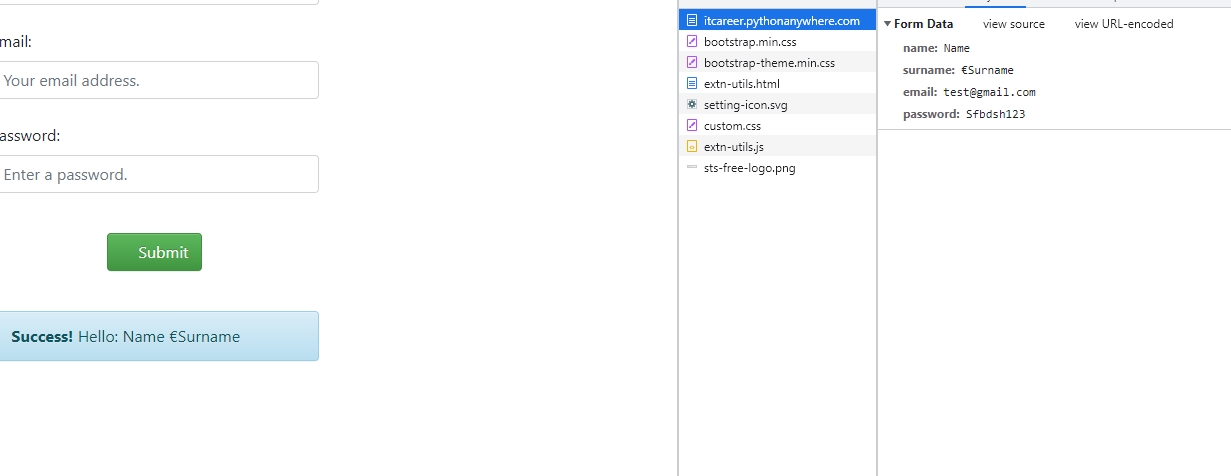 mail:
Your email address.
assword:
Enter a password.
Submit
Success! Hello: Name €Surname
itcareer.pythonanywhere.com
bootstrap.min.css
bootstrap-theme.min.css
extn-utils.html
setting-icon.svg
custom.css
extn-utils.js
sts-free-logo.png
Form Data view source view URL-encoded
name: Name
surname: €Surname
email: test@gmail.com
password: Sfbdsh123